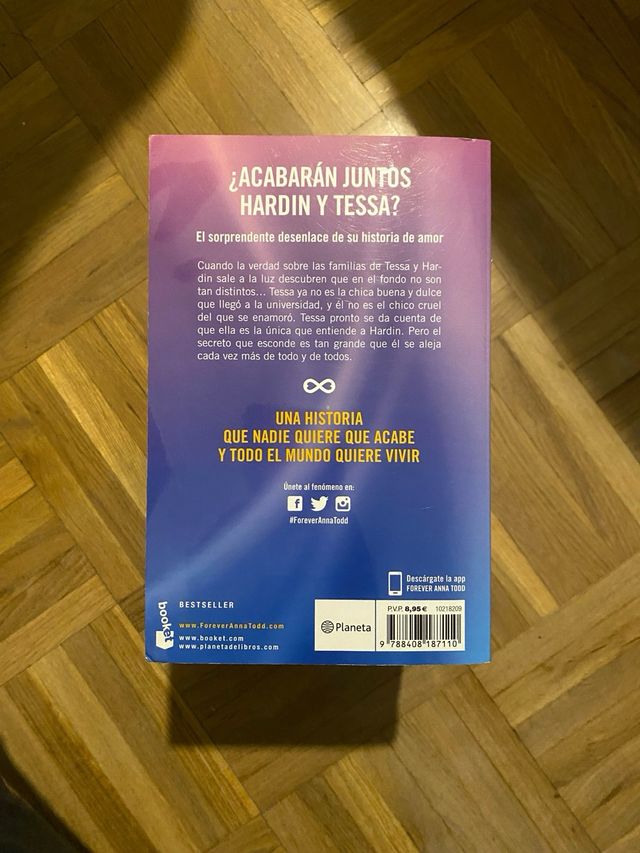 ¿ACABARÁN JUNTOS
HARDIN Y TESSA?
El sorprendente desenlace de su historia de amor
Cuando la verdad sobre las familias de Tessa y Har-
din sale a la luz descubren que en el fondo no son
tan distintos... Tessa ya no es la chica buena y dulce
que llegó a la universidad, y él no es el chico cruel
del que se enamoró. Tessa pronto se da cuenta de
que ella es la única que entiende a Hardin. Pero el
secreto que esconde es tan grande que él se aleja
cada vez más de todo y de todos.
UNA HISTORIA
QUE NADIE QUIERE QUE ACABE
Y TODO EL MUNDO QUIERE VIVIR
Únete al fenómeno en:
#ForeverAnnaTodd
Descárgate la app
FOREVER ANNA TODD
booket
BESTSELLER
www.ForeverAnnaTodd.com
www.booket.com
www.planetadelibros.com
Planeta
P.V.P. 8,95 € 10218209
9 788408 187110